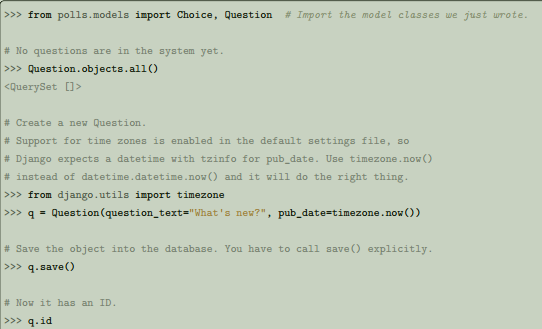 >>> from polls.models import Choice, Question  # Import the model classes we just wrote.
# No questions are in the system yet.
>>> Question.objects.all()
<QuerySet []>
# Create a new Question.
# Support for time zones is enabled in the default settings file, so
# Django expects a datetime with tzinfo for pub_date. Use timezone.now()
# instead of datetime.datetime.now() and it will do the right thing.
>>> from django.utils import timezone
>>> q = Question(question_text="What's new?", pub_date=timezone.now())
# Save the object into the database. You have to call save() explicitly.
>>> q.save()
# Now it has an ID.
>>> q.id